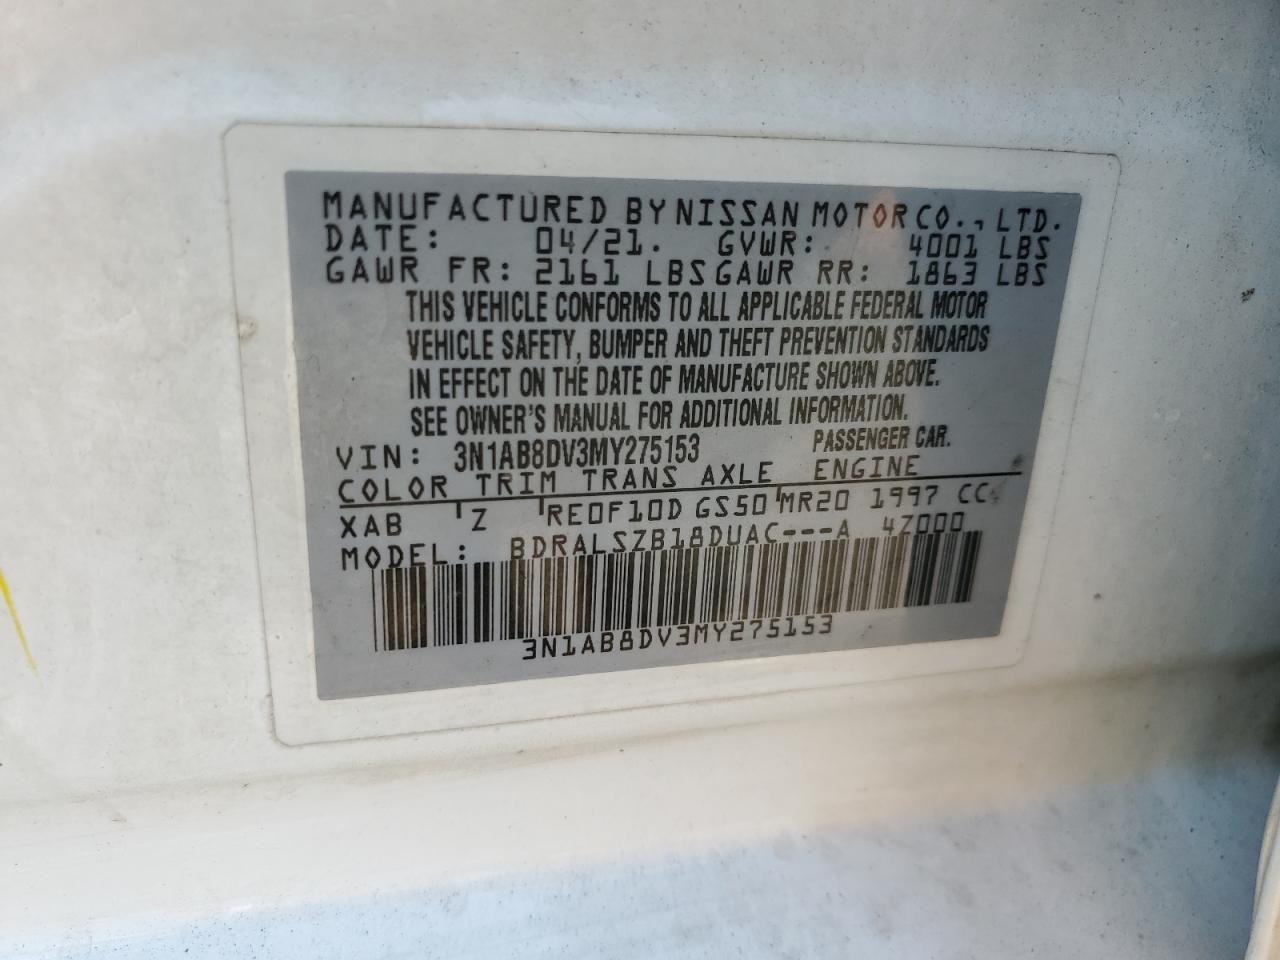 MANUFACTURED BY NISSAN MOTOR CO., LTD.
DATE: 04/21. GVWR: 4001 LBS
GAWR FR: 2161 LBS GAWR RR: 1863 LBS
THIS VEHICLE CONFORMS TO ALL APPLICABLE FEDERAL MOTOR
VEHICLE SAFETY, BUMPER AND THEFT PREVENTION STANDARDS
IN EFFECT ON THE DATE OF MANUFACTURE SHOWN ABOVE.
SEE OWNER'S MANUAL FOR ADDITIONAL INFORMATION.
VIN: 3N1AB8DV3MY275153 PASSENGER CAR.
COLOR TRIM TRANS AXLE ENGINE
XAB Z RE0F10D GS50 MR20 1997 CC
MODEL: BDRALSZB18DUAC---A 4Z000
3N1AB8DV3MY275153